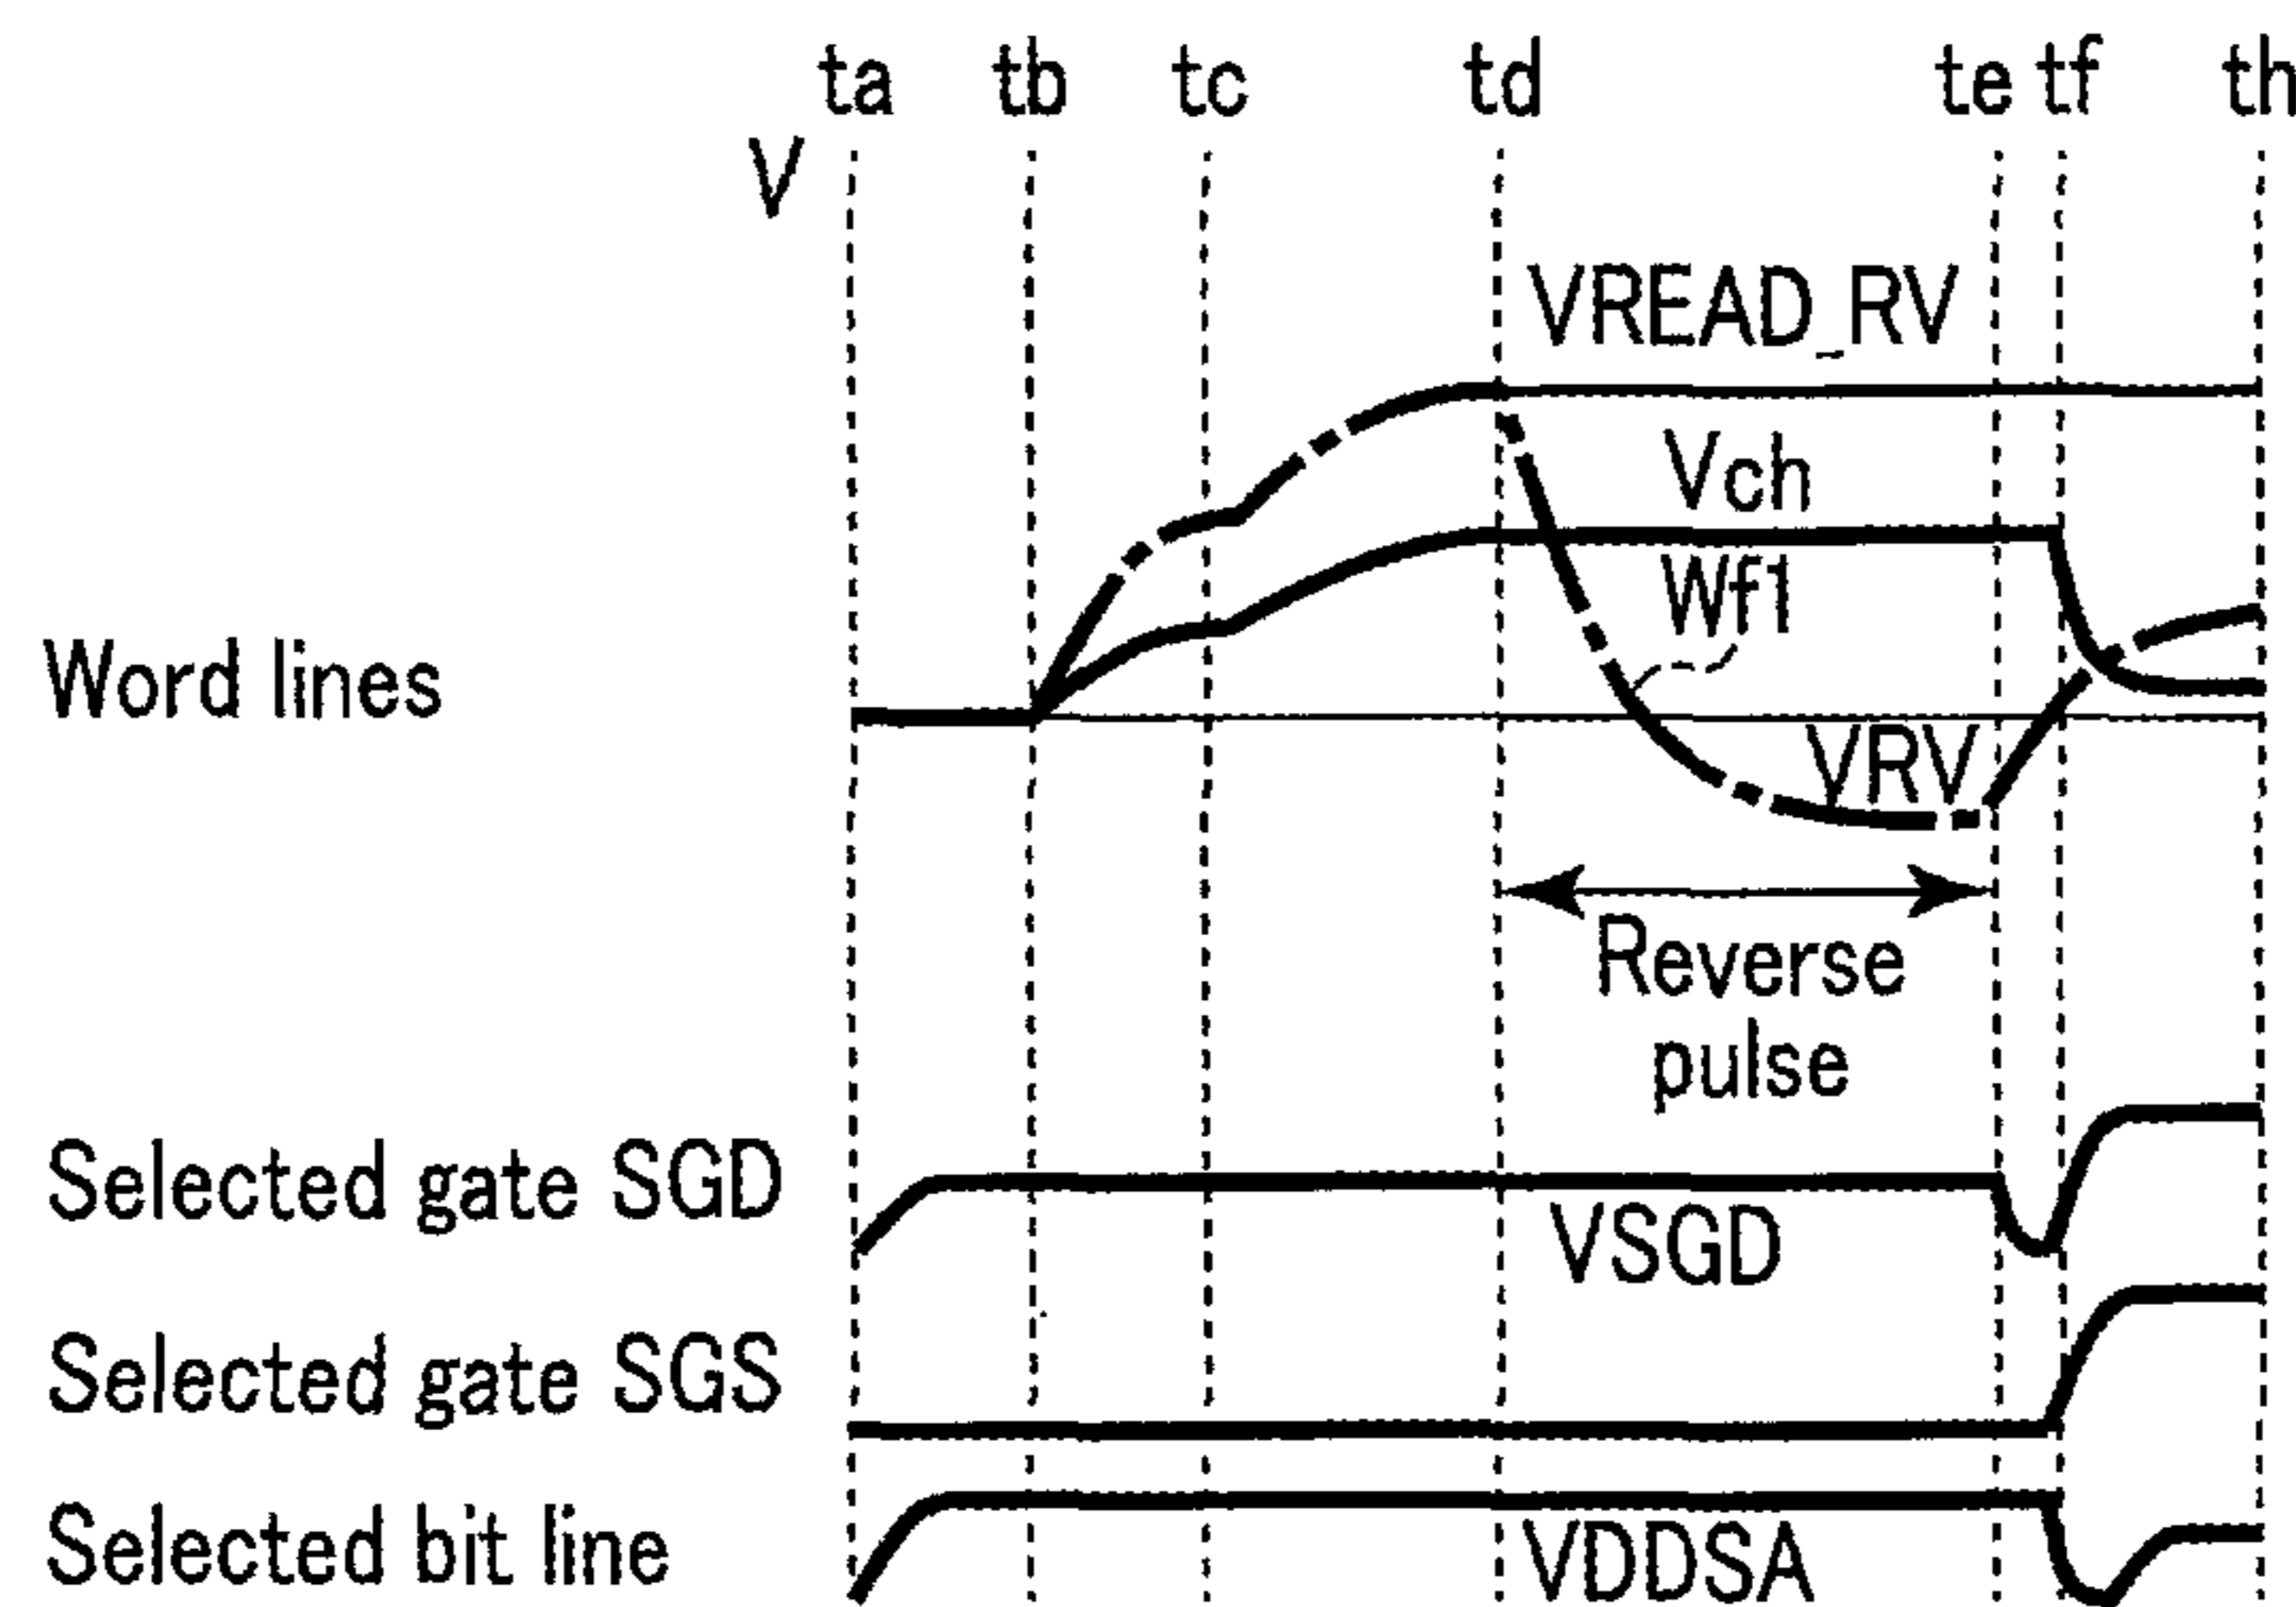 ta tb tc td te tf th
V
VREAD_RV
Vch
Wf1
Word lines
VRV
Reverse
pulse
Selected gate SGD
VSGD
Selected gate SGS
Selected bit line
VDDSA